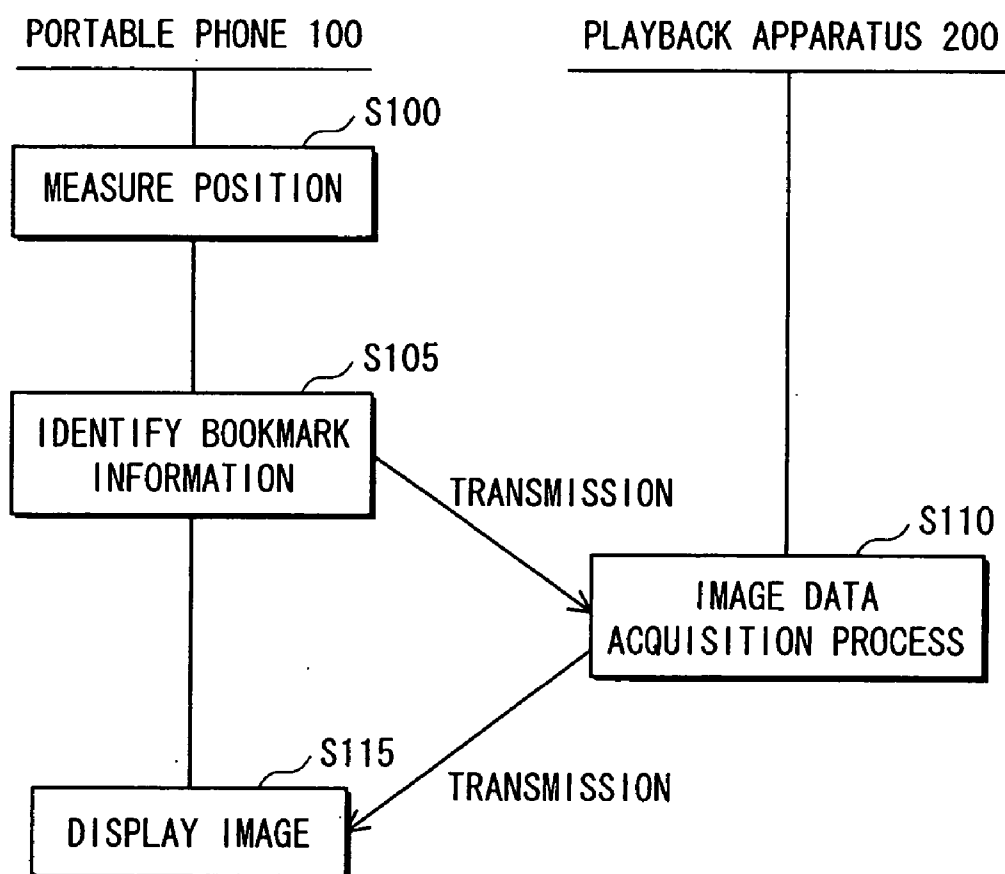 PORTABLE PHONE 100
PLAYBACK APPARATUS 200
S100
MEASURE POSITION
S105
IDENTIFY BOOKMARK
INFORMATION
TRANSMISSION
S110
IMAGE DATA
ACQUISITION PROCESS
S115
TRANSMISSION
DISPLAY IMAGE